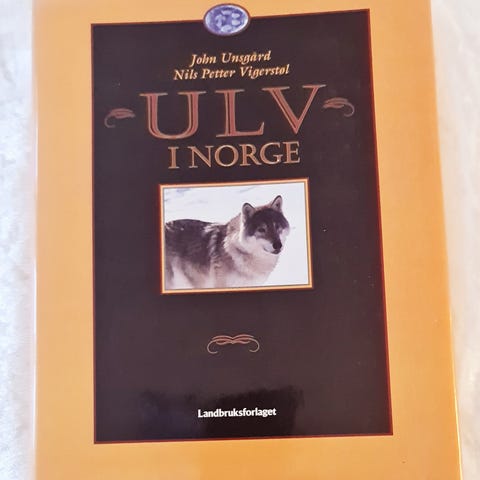 John Unsgård
Nils Petter Vigerstøl
ULV
I NORGE
Landbruksforlaget